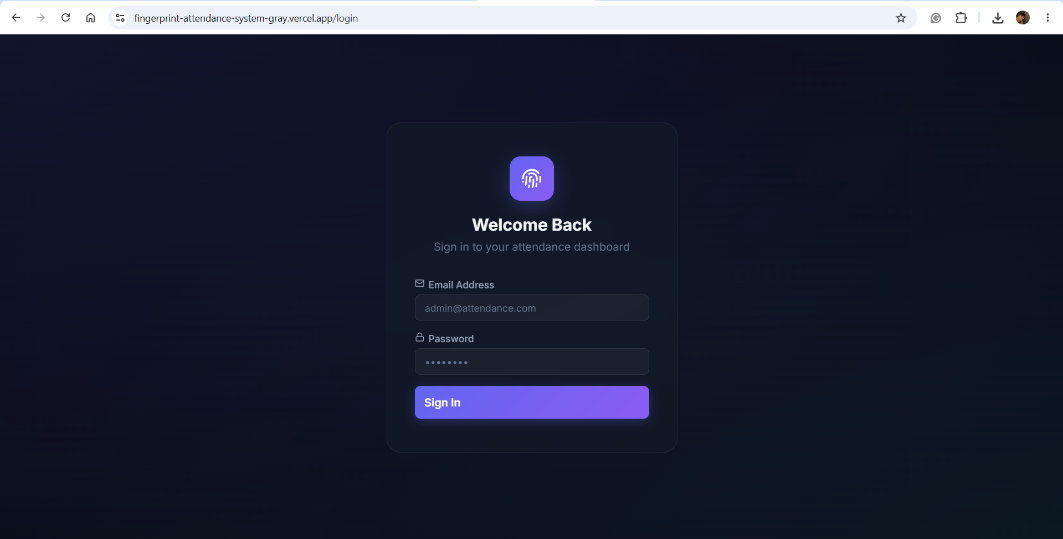 fingerprint-attendance-system-gray.vercel.app/login
Welcome Back
Sign in to your attendance dashboard
Email Address
admin@attendance.com
Password
••••••••
Sign In